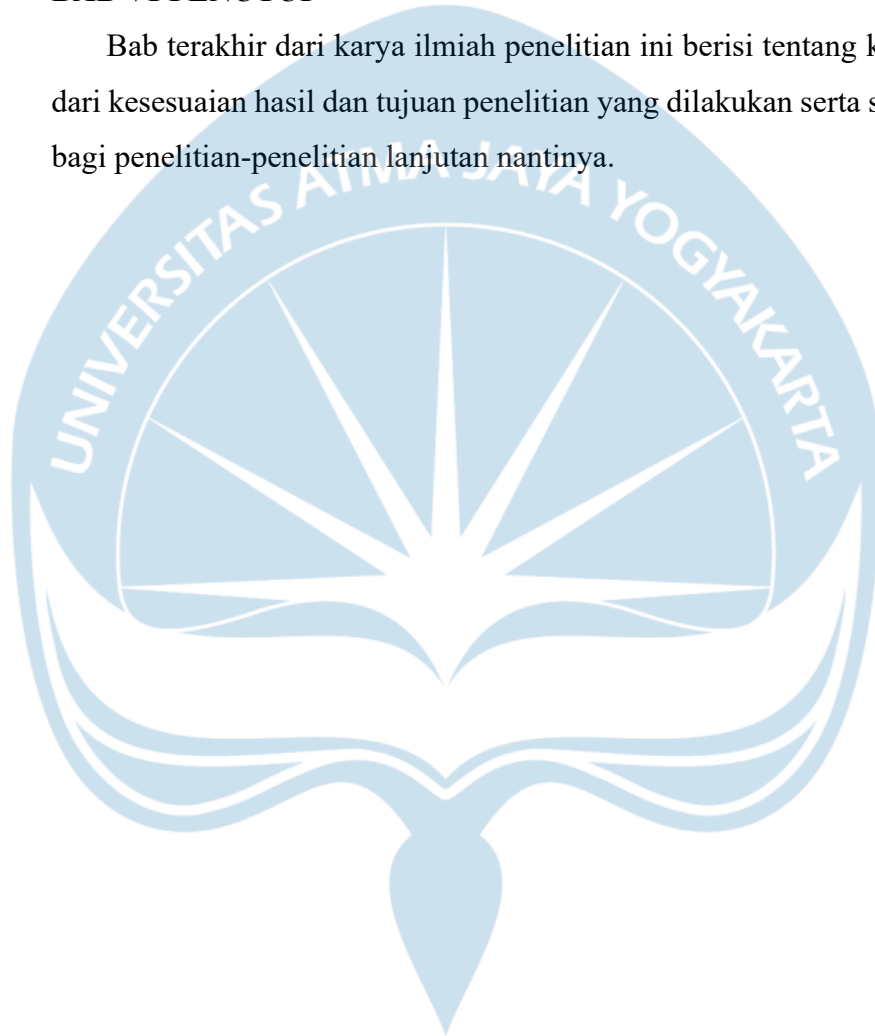 Bab terakhir dari karya ilmiah penelitian ini berisi tentang
dari kesesuaian hasil dan tujuan penelitian yang dilakukan serta
bagi penelitian-penelitian lanjutan nantinya.
UNIVERSITAS ATMA JAYA YOGYAKARTA